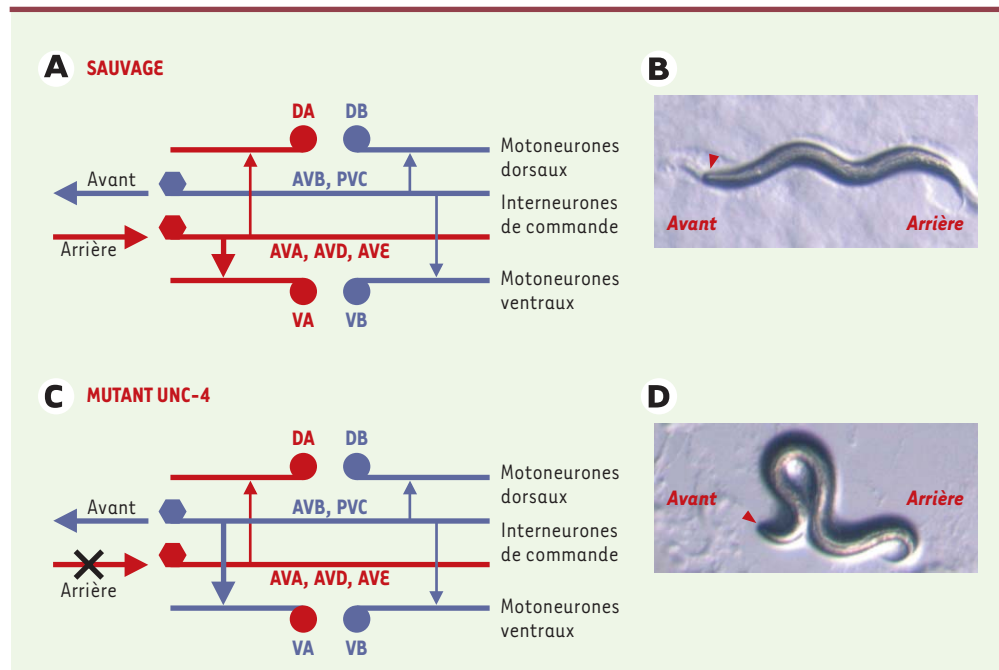 A SAUVAGE
DA DB
Motoneurones
dorsaux
Avant
AVB, PVC
Interneurones
de commande
Arrière
AVA, AVD, AVE
Motoneurones
ventraux
VA VB
B
Avant Arrière
C MUTANT UNC-4
DA DB
Motoneurones
dorsaux
Avant
AVB, PVC
Interneurones
de commande
Arrière
AVA, AVD, AVE
Motoneurones
ventraux
VA VB
D
Avant Arrière